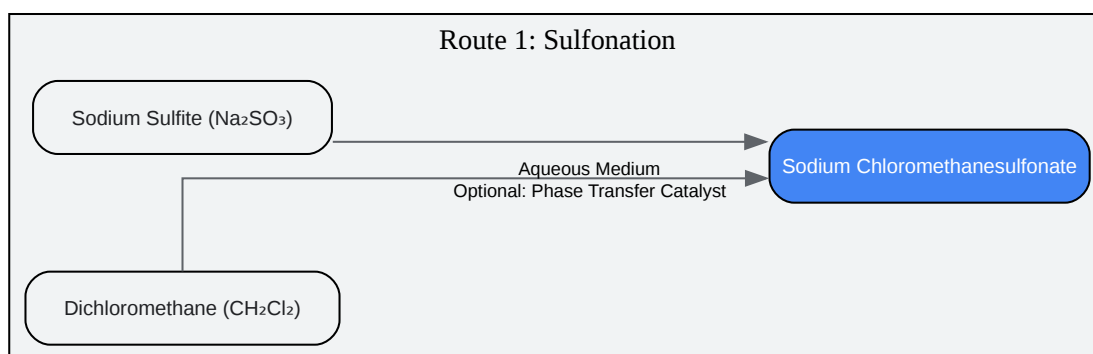 Route 1: Sulfonation
Sodium Sulfite (Na₂SO₃)
Sodium Chloromethanesulfonate
Aqueous Medium
Optional: Phase Transfer Catalyst
Dichloromethane (CH₂Cl₂)